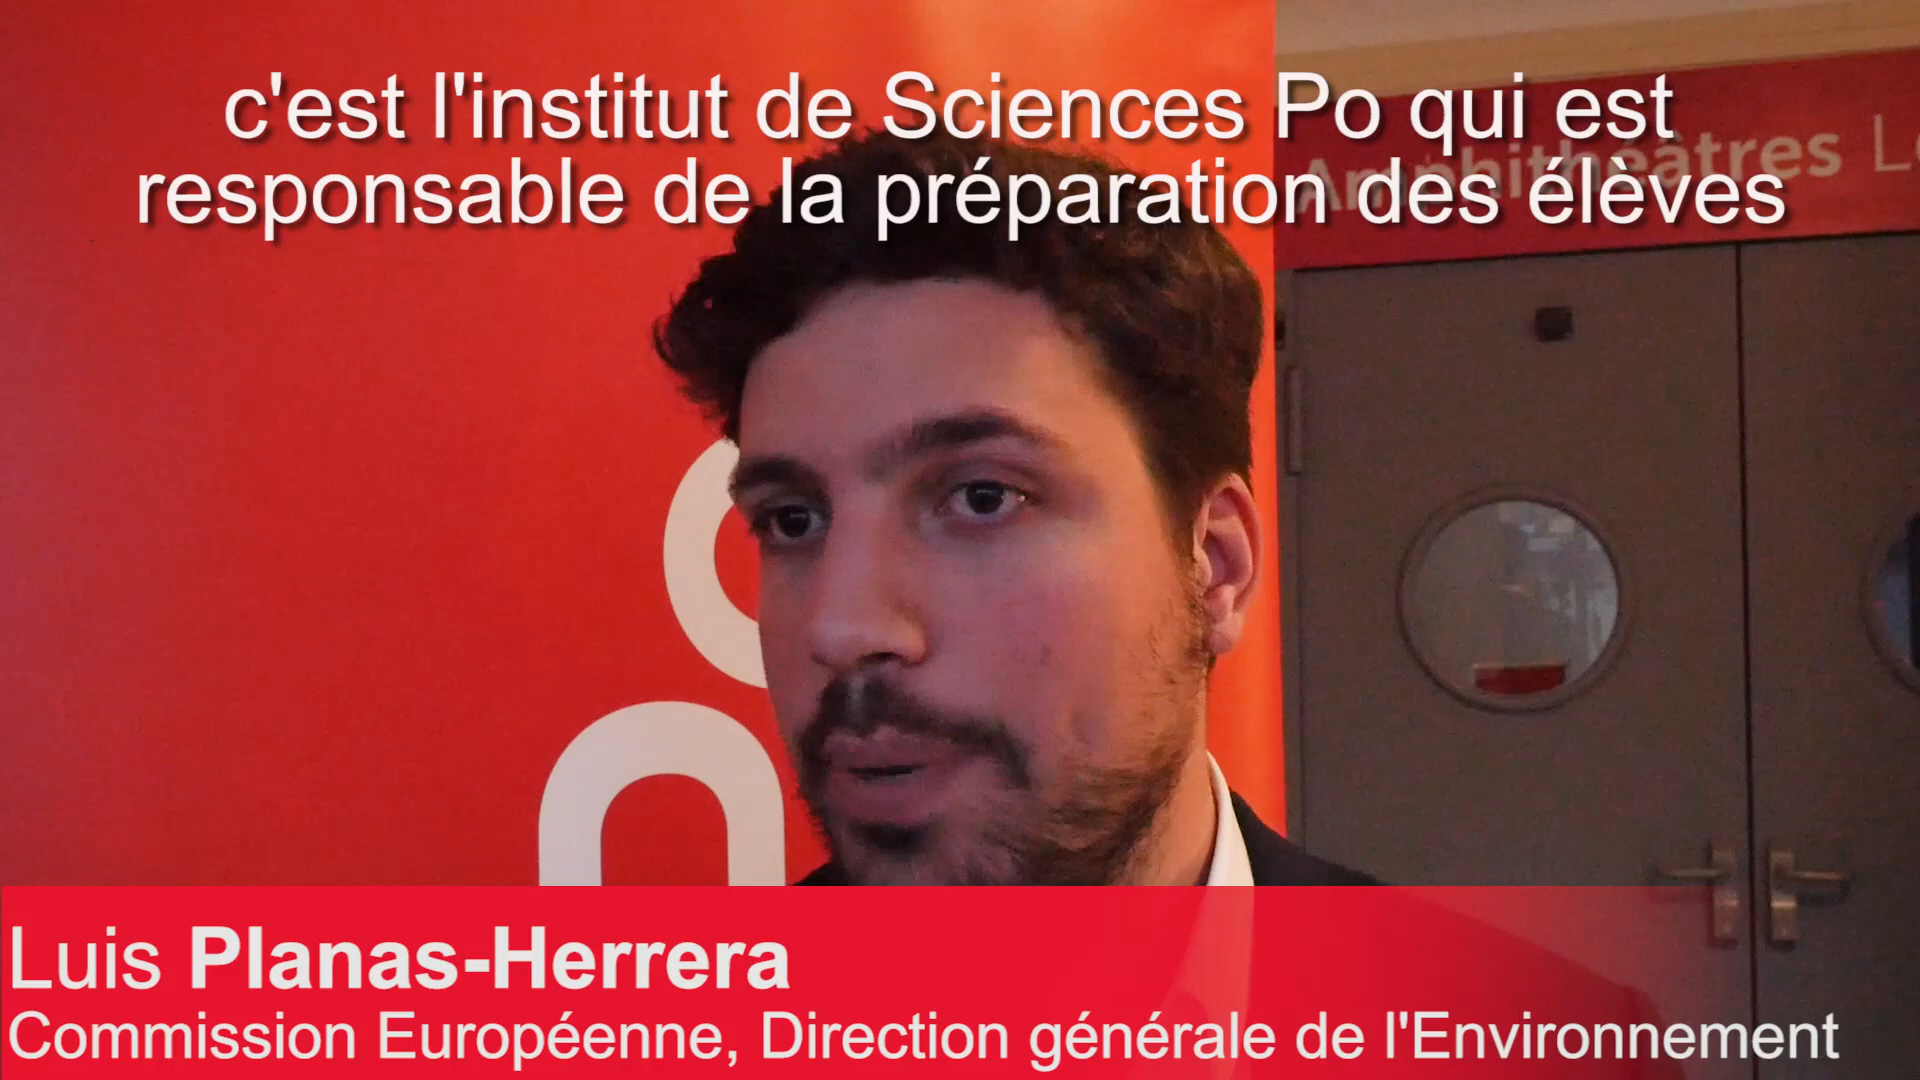 c'est l'institut de Sciences Po qui est
responsable de la préparation des élèves
Amphithéâtres
Luis Planas-Herrera
Commission Européenne, Direction générale de l'Environnement